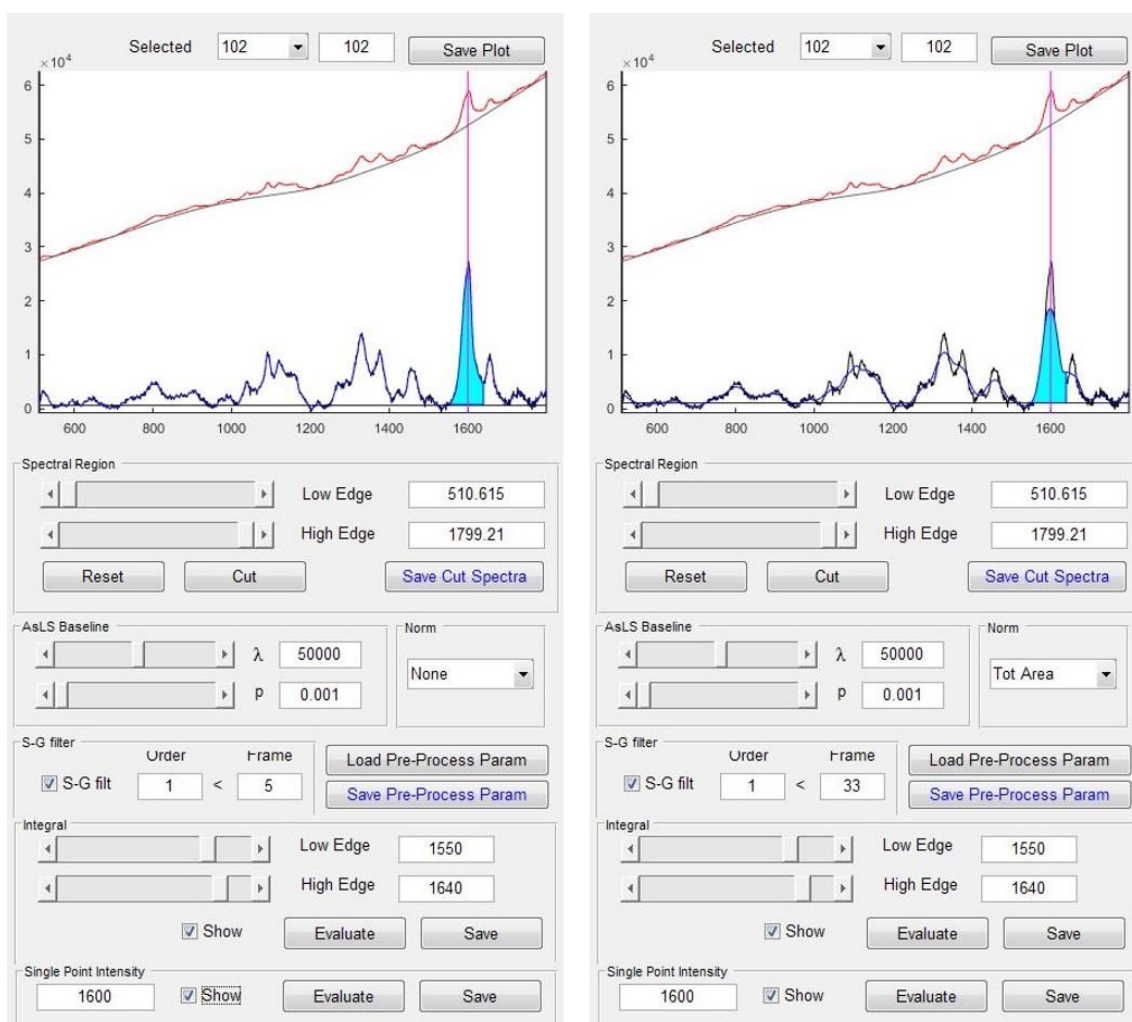 Selected 102 102 Save Plot
×10⁴
6
5
4
3
2
1
0
600 800 1000 1200 1400 1600
Spectral Region
Low Edge 510.615
High Edge 1799.21
Reset Cut Save Cut Spectra
AsLS Baseline
λ 50000
p 0.001
Norm
None
S-G filter
Order Frame
S-G filt 1 < 5
Load Pre-Process Param
Save Pre-Process Param
Integral
Low Edge 1550
High Edge 1640
Show Evaluate Save
Single Point Intensity
1600 Show Evaluate Save
Selected 102 102 Save Plot
×10⁴
6
5
4
3
2
1
0
600 800 1000 1200 1400 1600
Spectral Region
Low Edge 510.615
High Edge 1799.21
Reset Cut Save Cut Spectra
AsLS Baseline
λ 50000
p 0.001
Norm
Tot Area
S-G filter
Order Frame
S-G filt 1 < 33
Load Pre-Process Param
Save Pre-Process Param
Integral
Low Edge 1550
High Edge 1640
Show Evaluate Save
Single Point Intensity
1600 Show Evaluate Save